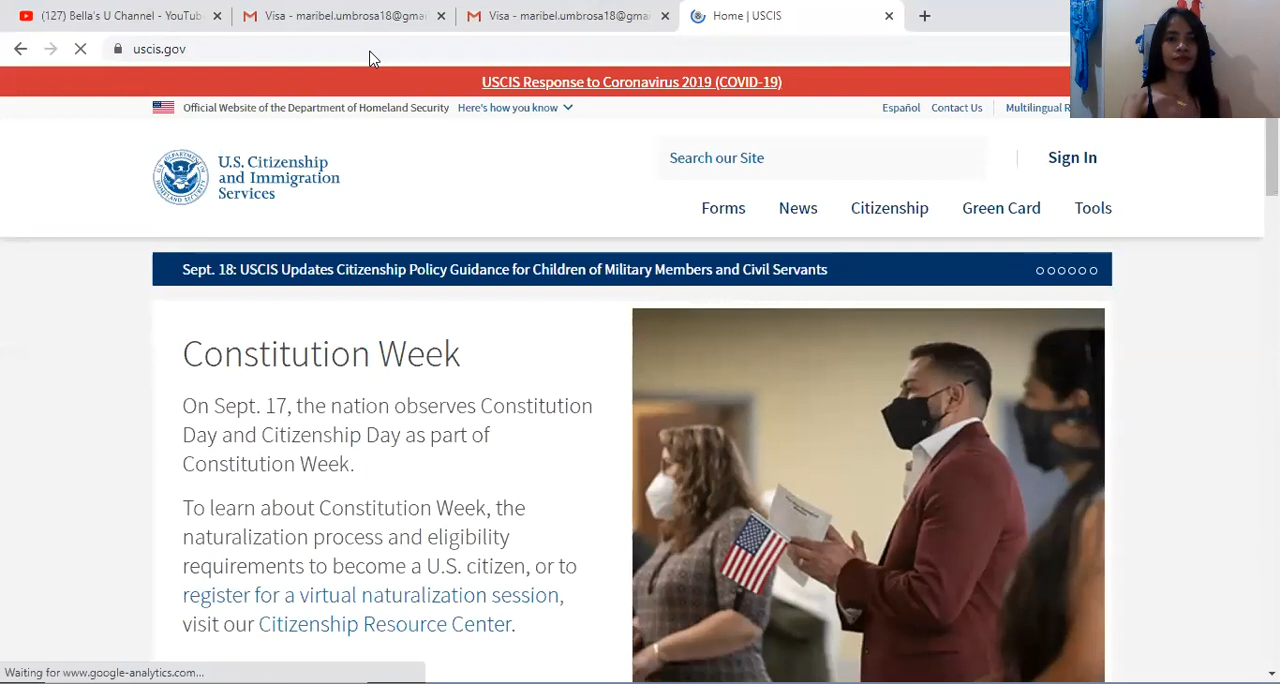 (127) Bella's U Channel - YouTub
Visa - maribel.umbrosa18@gmai
Visa - maribel.umbrosa18@gma
Home | USCIS
uscis.gov
USCIS Response to Coronavirus 2019 (COVID-19)
Official Website of the Department of Homeland Security Here's how you know
Español Contact Us Multilingual R
U.S. Citizenship
and Immigration
Services
Search our Site
Sign In
Forms News Citizenship Green Card Tools
Sept. 18: USCIS Updates Citizenship Policy Guidance for Children of Military Members and Civil Servants
Constitution Week
On Sept. 17, the nation observes Constitution
Day and Citizenship Day as part of
Constitution Week.
To learn about Constitution Week, the
naturalization process and eligibility
requirements to become a U.S. citizen, or to
register for a virtual naturalization session,
visit our Citizenship Resource Center.
Waiting for www.google-analytics.com...